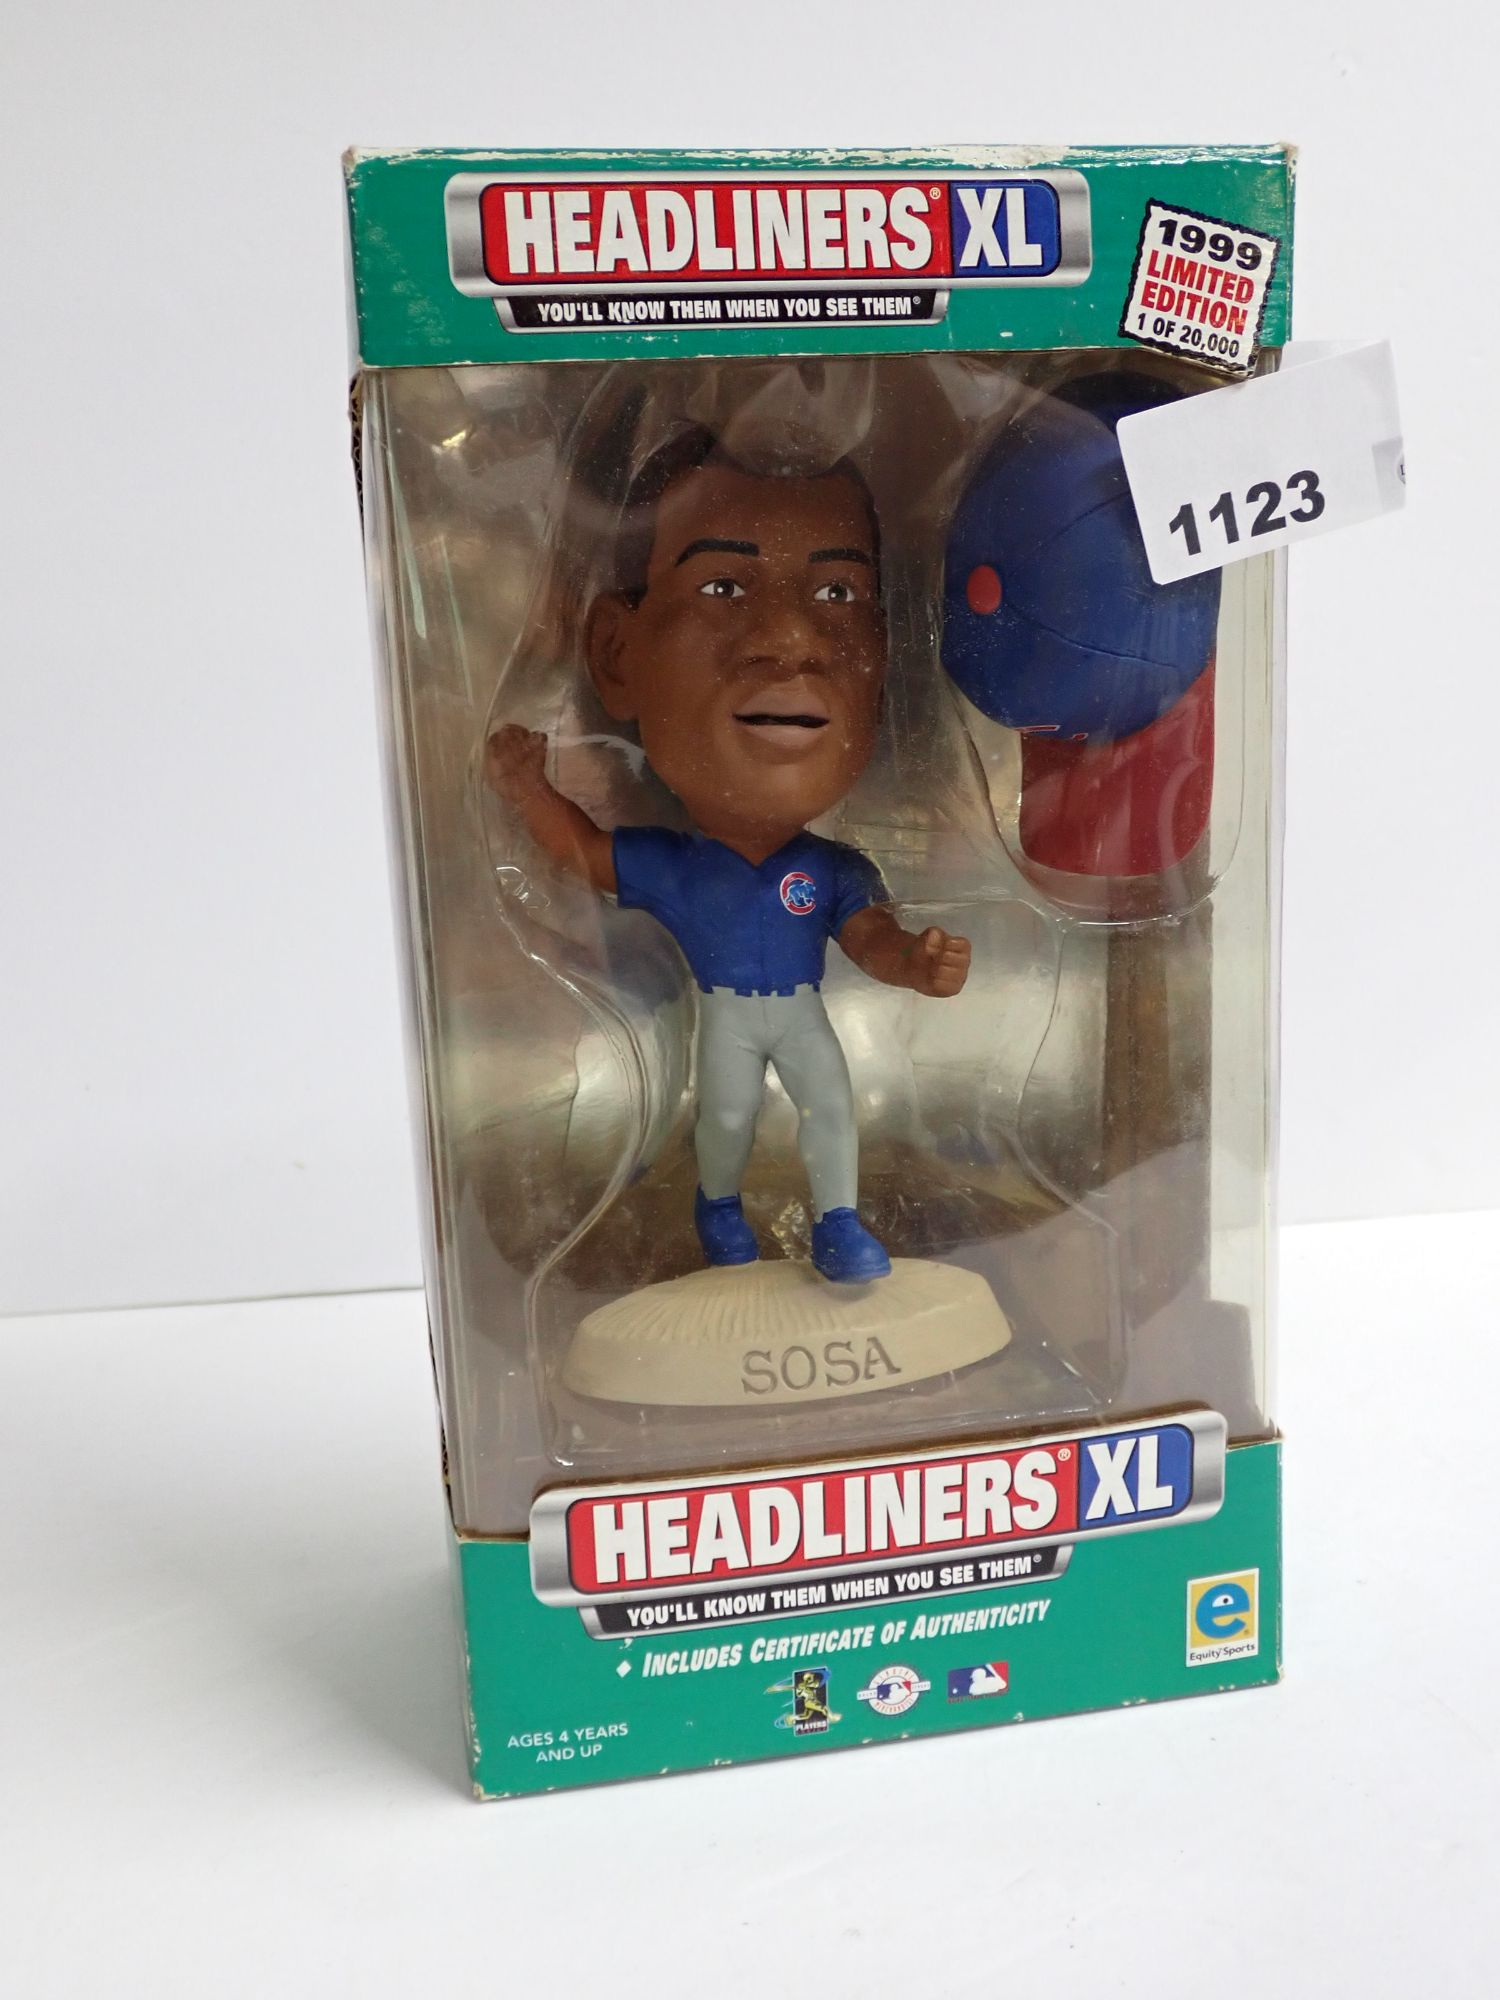 HEADLINERS® XL
YOU'LL KNOW THEM WHEN YOU SEE THEM®
1999
LIMITED
EDITION
1 OF 20,000
1123
SOSA
HEADLINERS® XL
YOU'LL KNOW THEM WHEN YOU SEE THEM®
◆ INCLUDES CERTIFICATE OF AUTHENTICITY
e
Equity Sports
PLAYERS
AGES 4 YEARS
AND UP